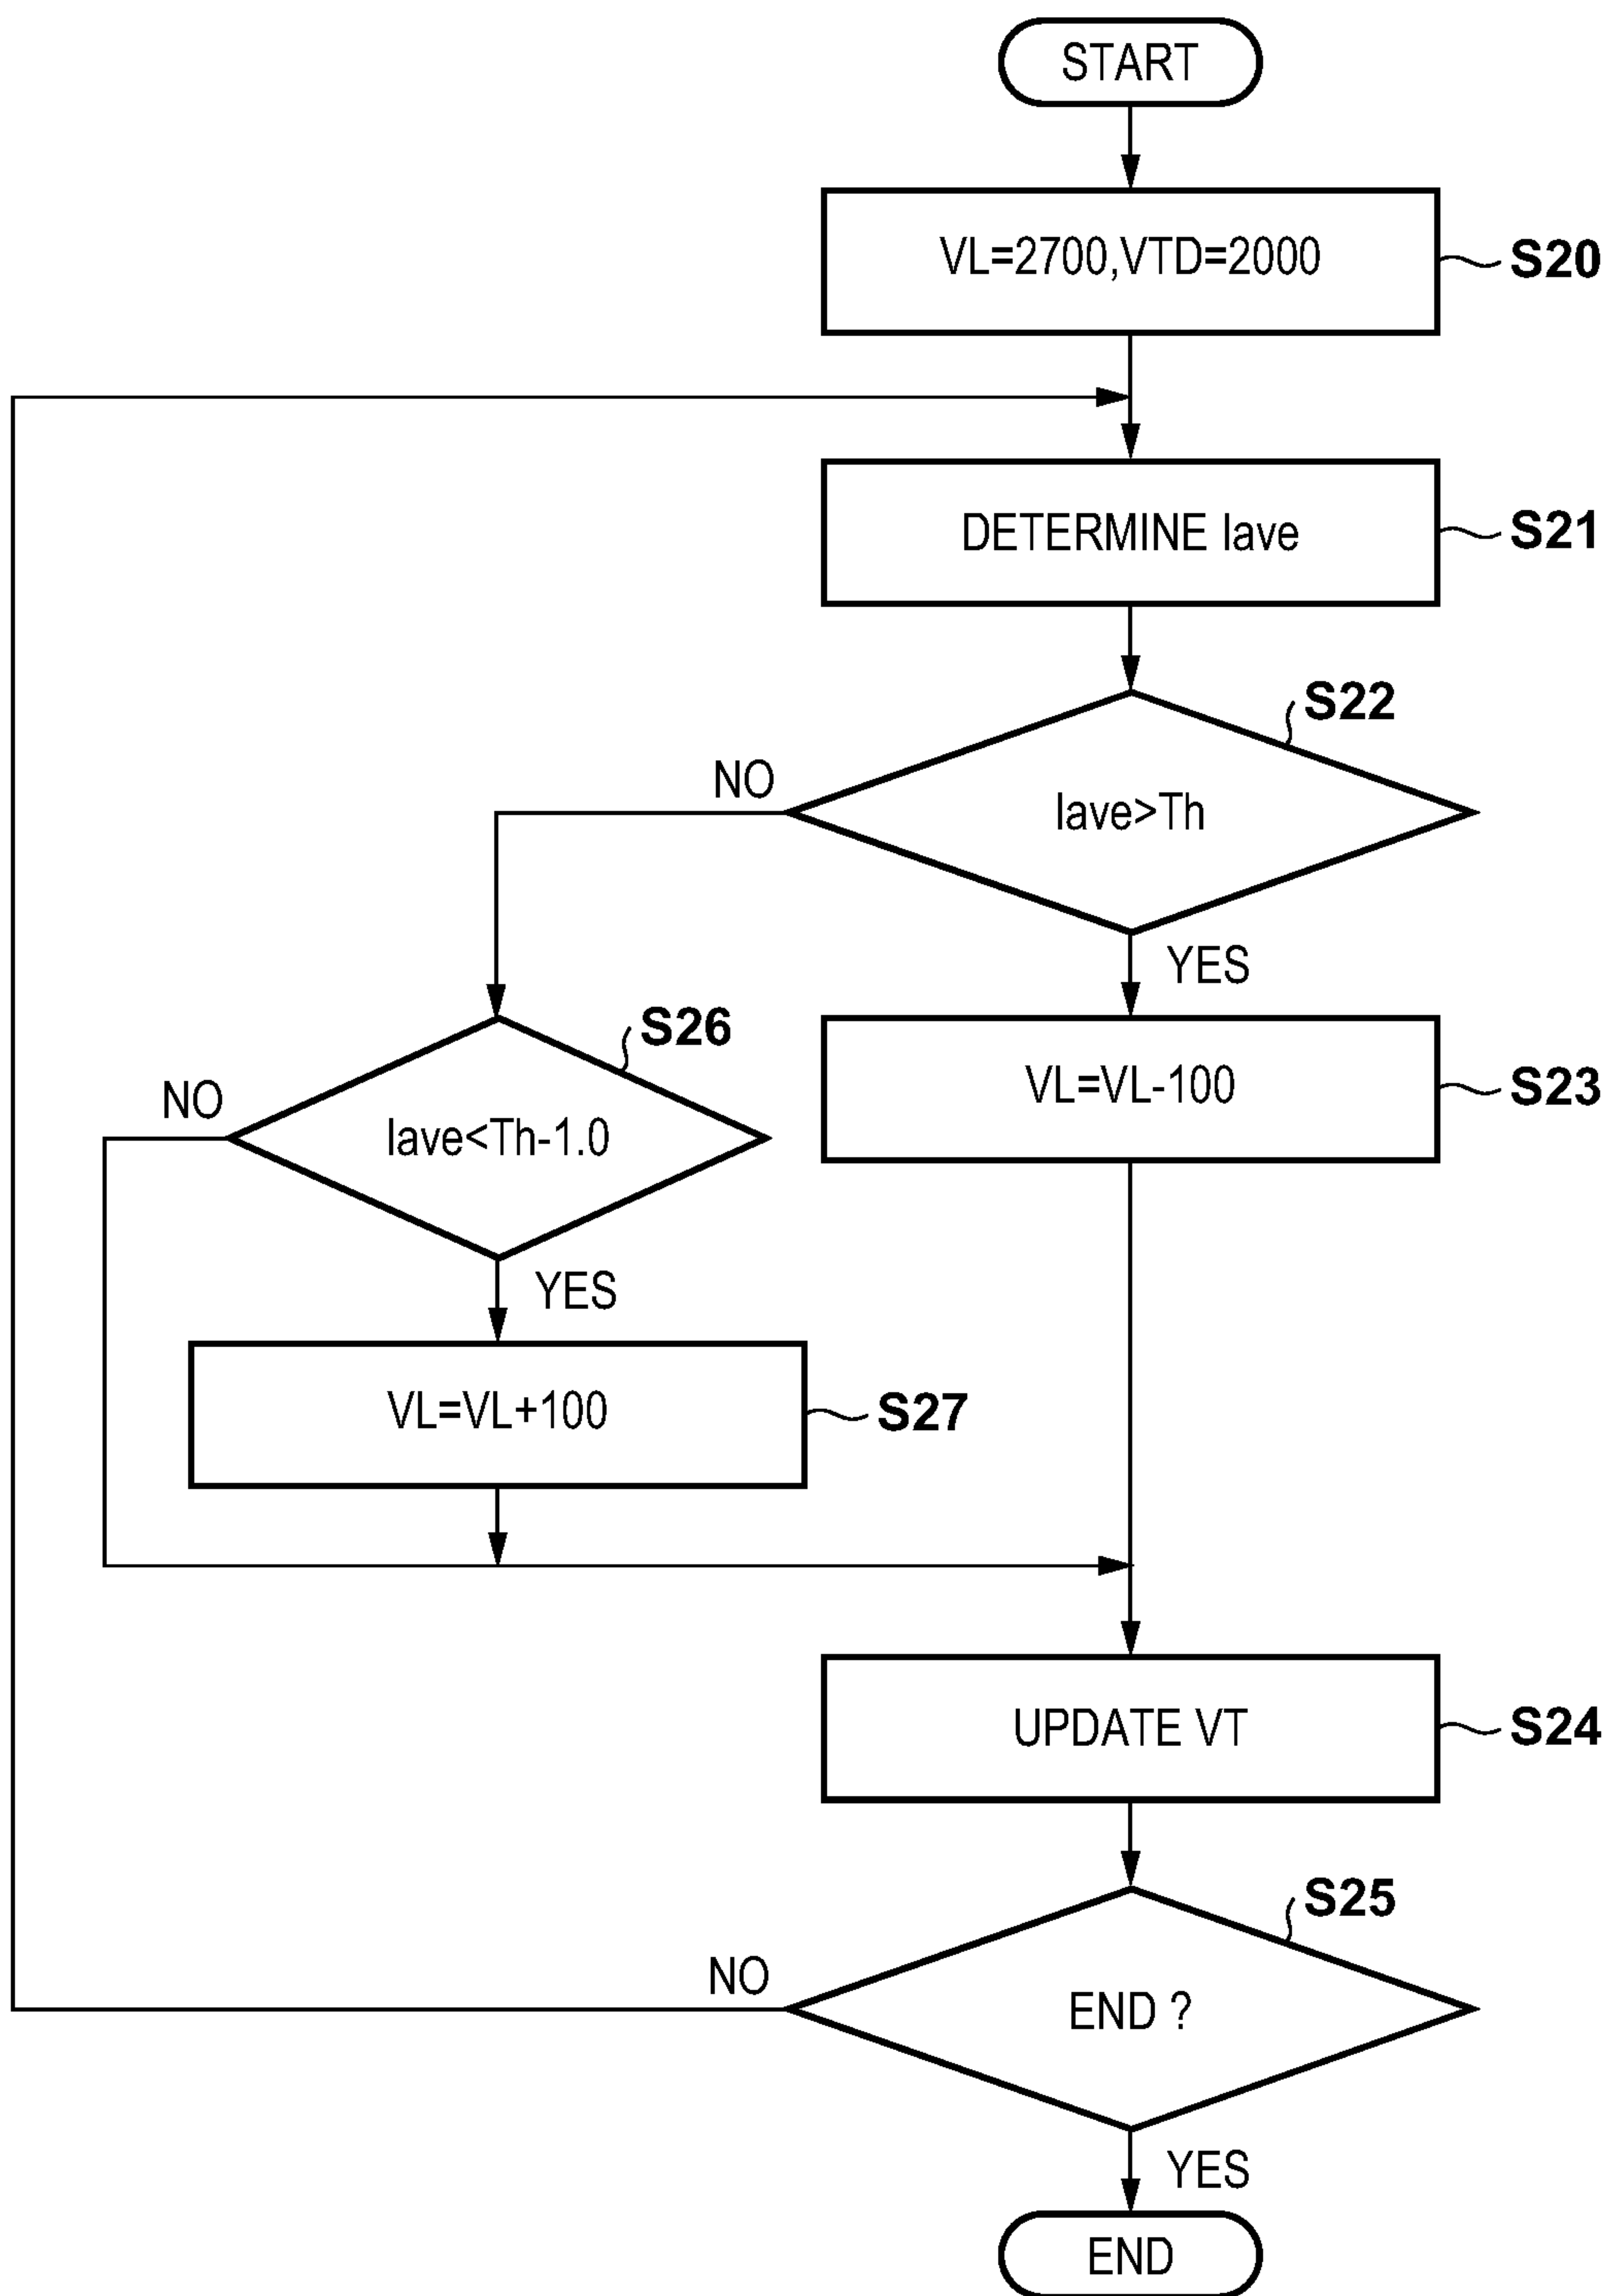 START
VL=2700,VTD=2000
S20
DETERMINE Iave
S21
S22
NO
Iave>Th
YES
S26
VL=VL-100
S23
NO
Iave<Th-1.0
YES
VL=VL+100
S27
UPDATE VT
S24
S25
NO
END ?
YES
END